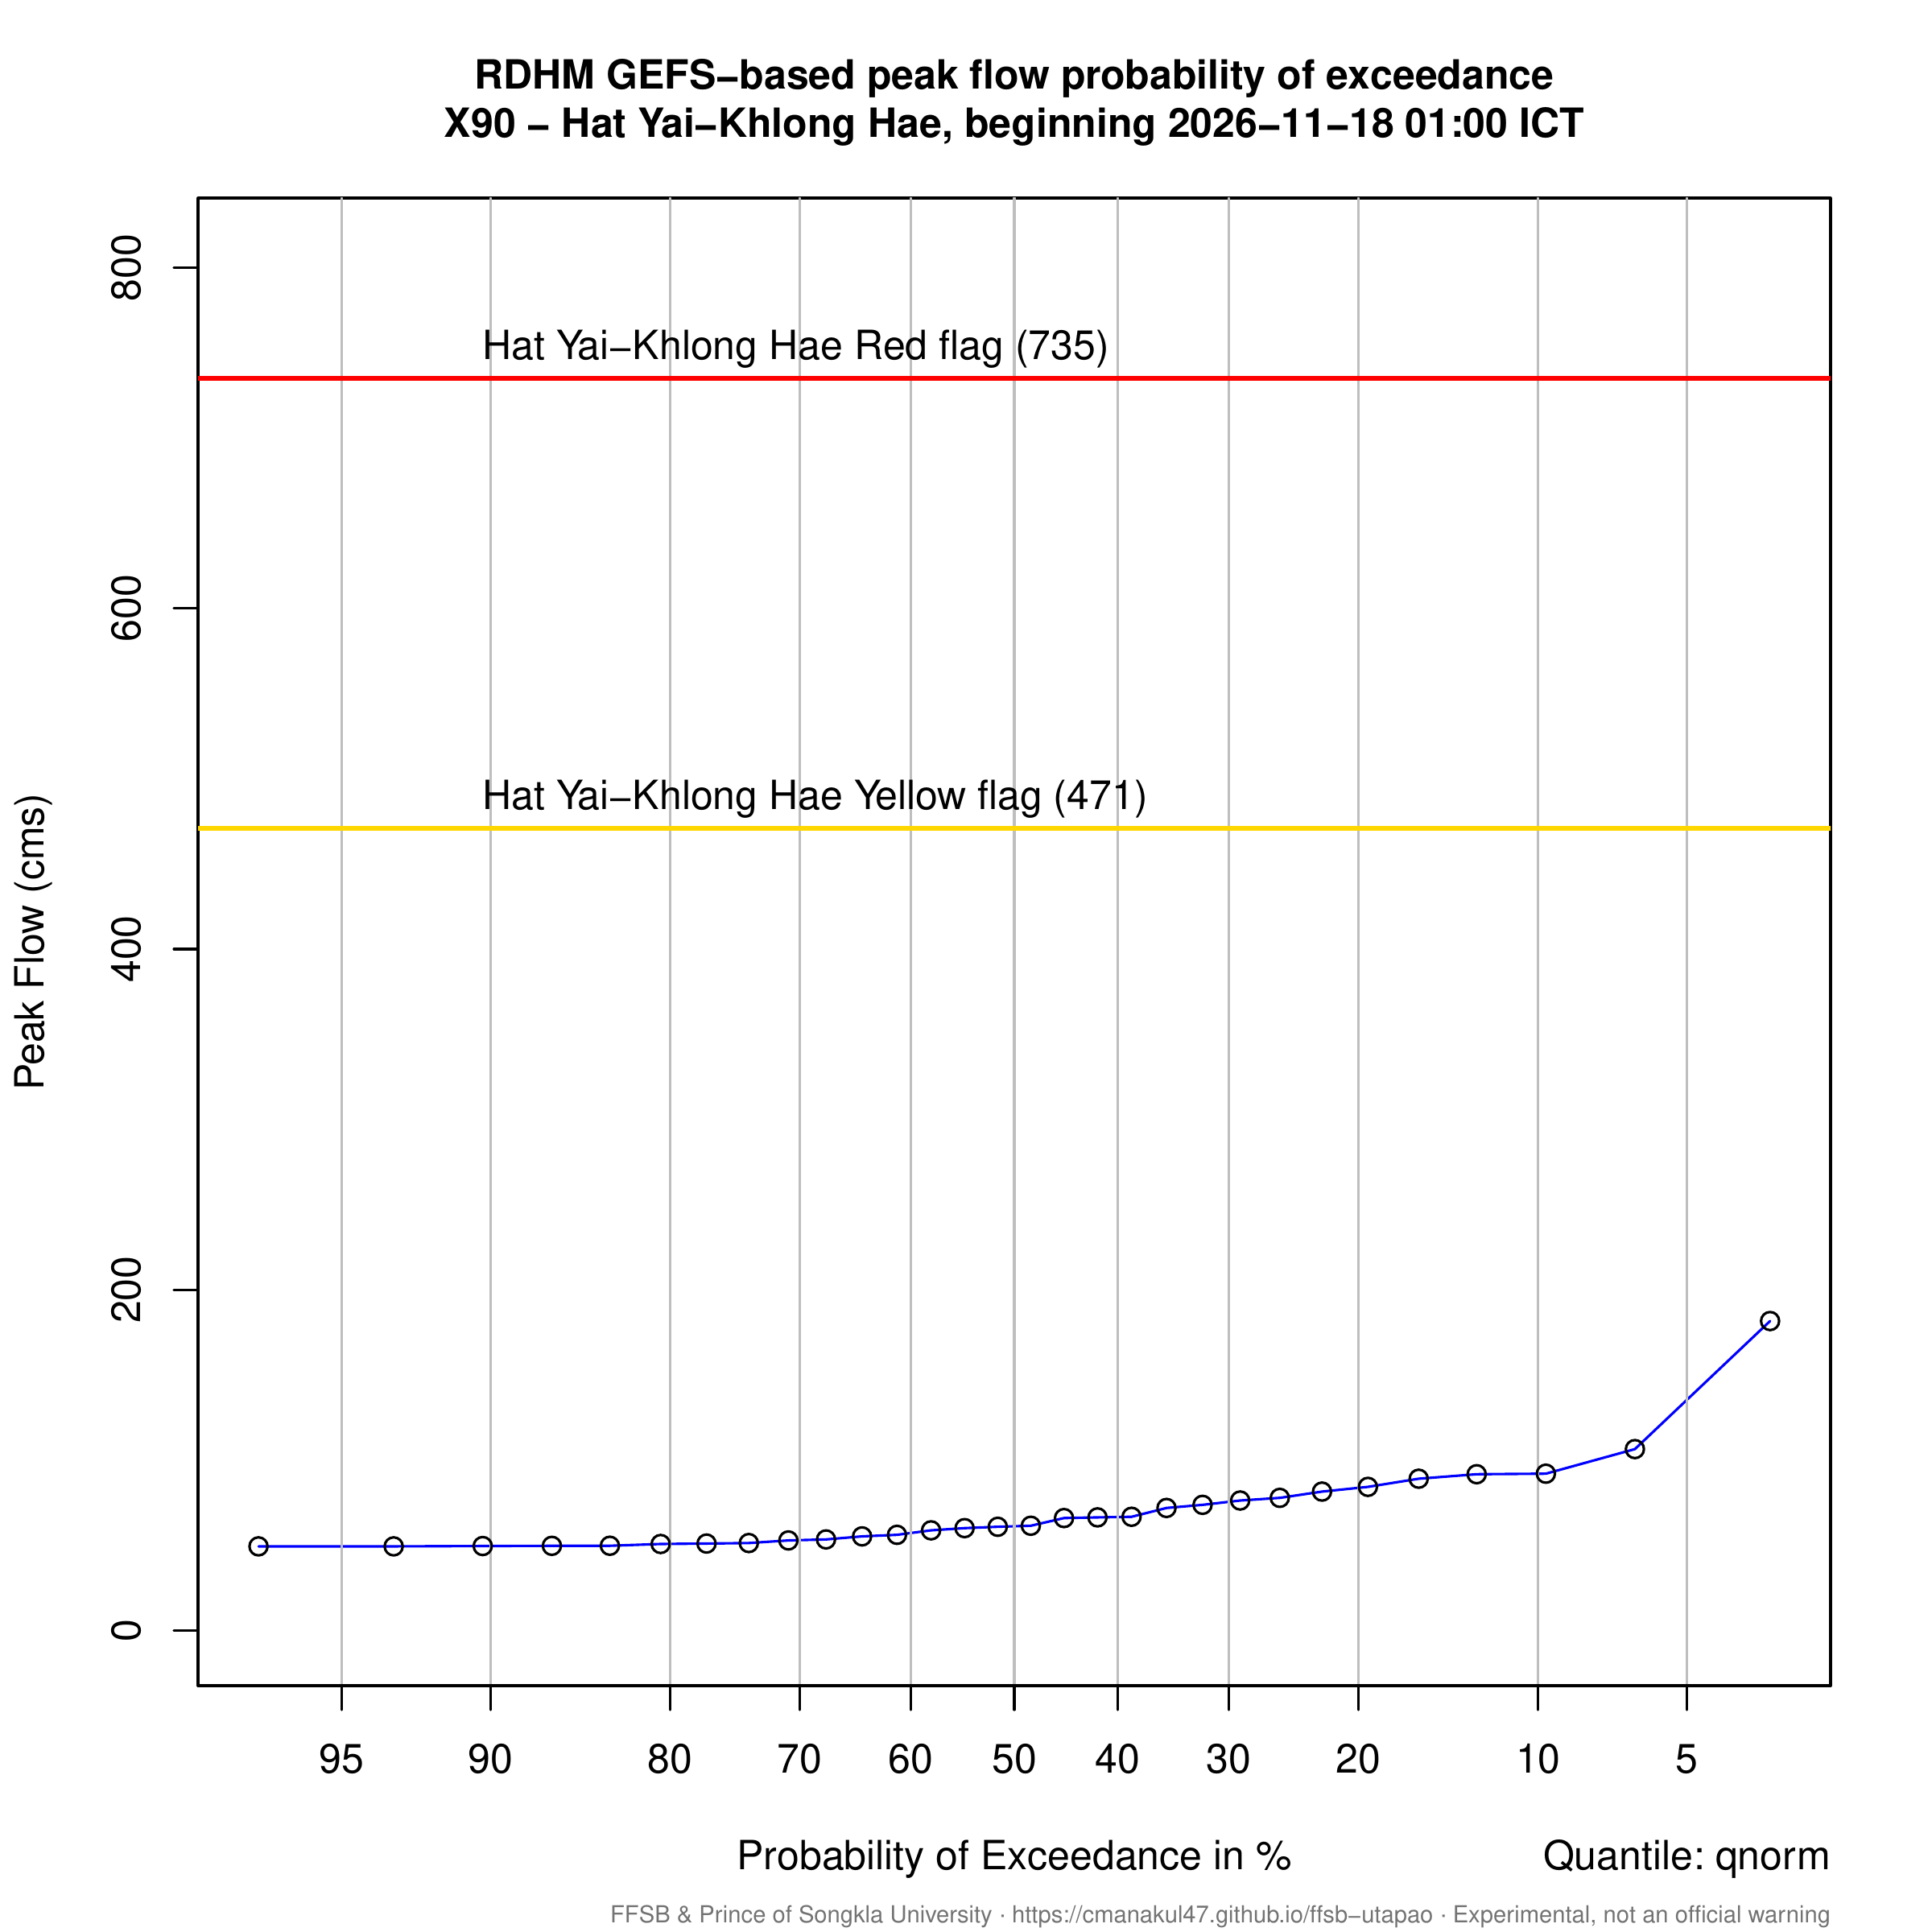 RDHM GEFS−based peak flow probability of exceedance
X90 − Hat Yai−Khlong Hae, beginning 2026−11−18 01:00 ICT
800
600
400
200
0
Peak Flow (cms)
Hat Yai−Khlong Hae Red flag (735)
Hat Yai−Khlong Hae Yellow flag (471)
95 90 80 70 60 50 40 30 20 10 5
Probability of Exceedance in %
Quantile: qnorm
FFSB & Prince of Songkla University · https://cmanakul47.github.io/ffsb−utapao · Experimental, not an official warning